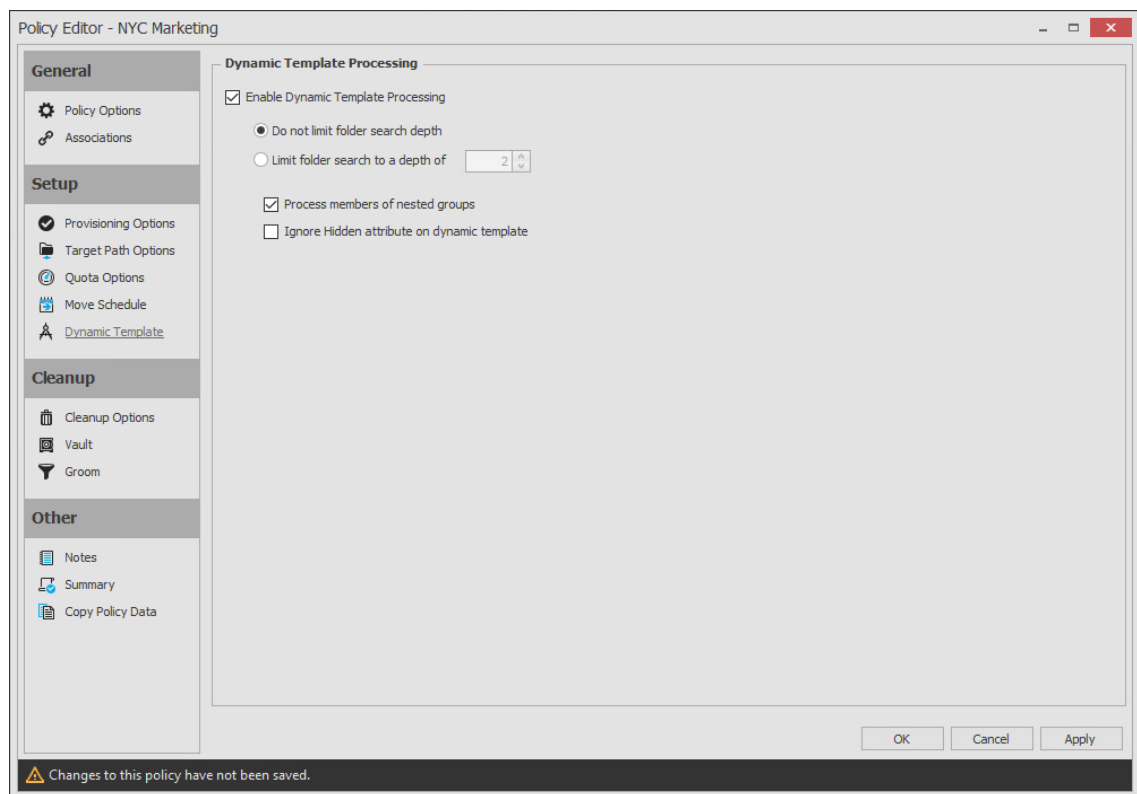 Policy Editor - NYC Marketing
General
Policy Options
Associations
Setup
Provisioning Options
Target Path Options
Quota Options
Move Schedule
Dynamic Template
Cleanup
Cleanup Options
Vault
Groom
Other
Notes
Summary
Copy Policy Data
Dynamic Template Processing
Enable Dynamic Template Processing
Do not limit folder search depth
Limit folder search to a depth of 2
Process members of nested groups
Ignore Hidden attribute on dynamic template
OK Cancel Apply
Changes to this policy have not been saved.